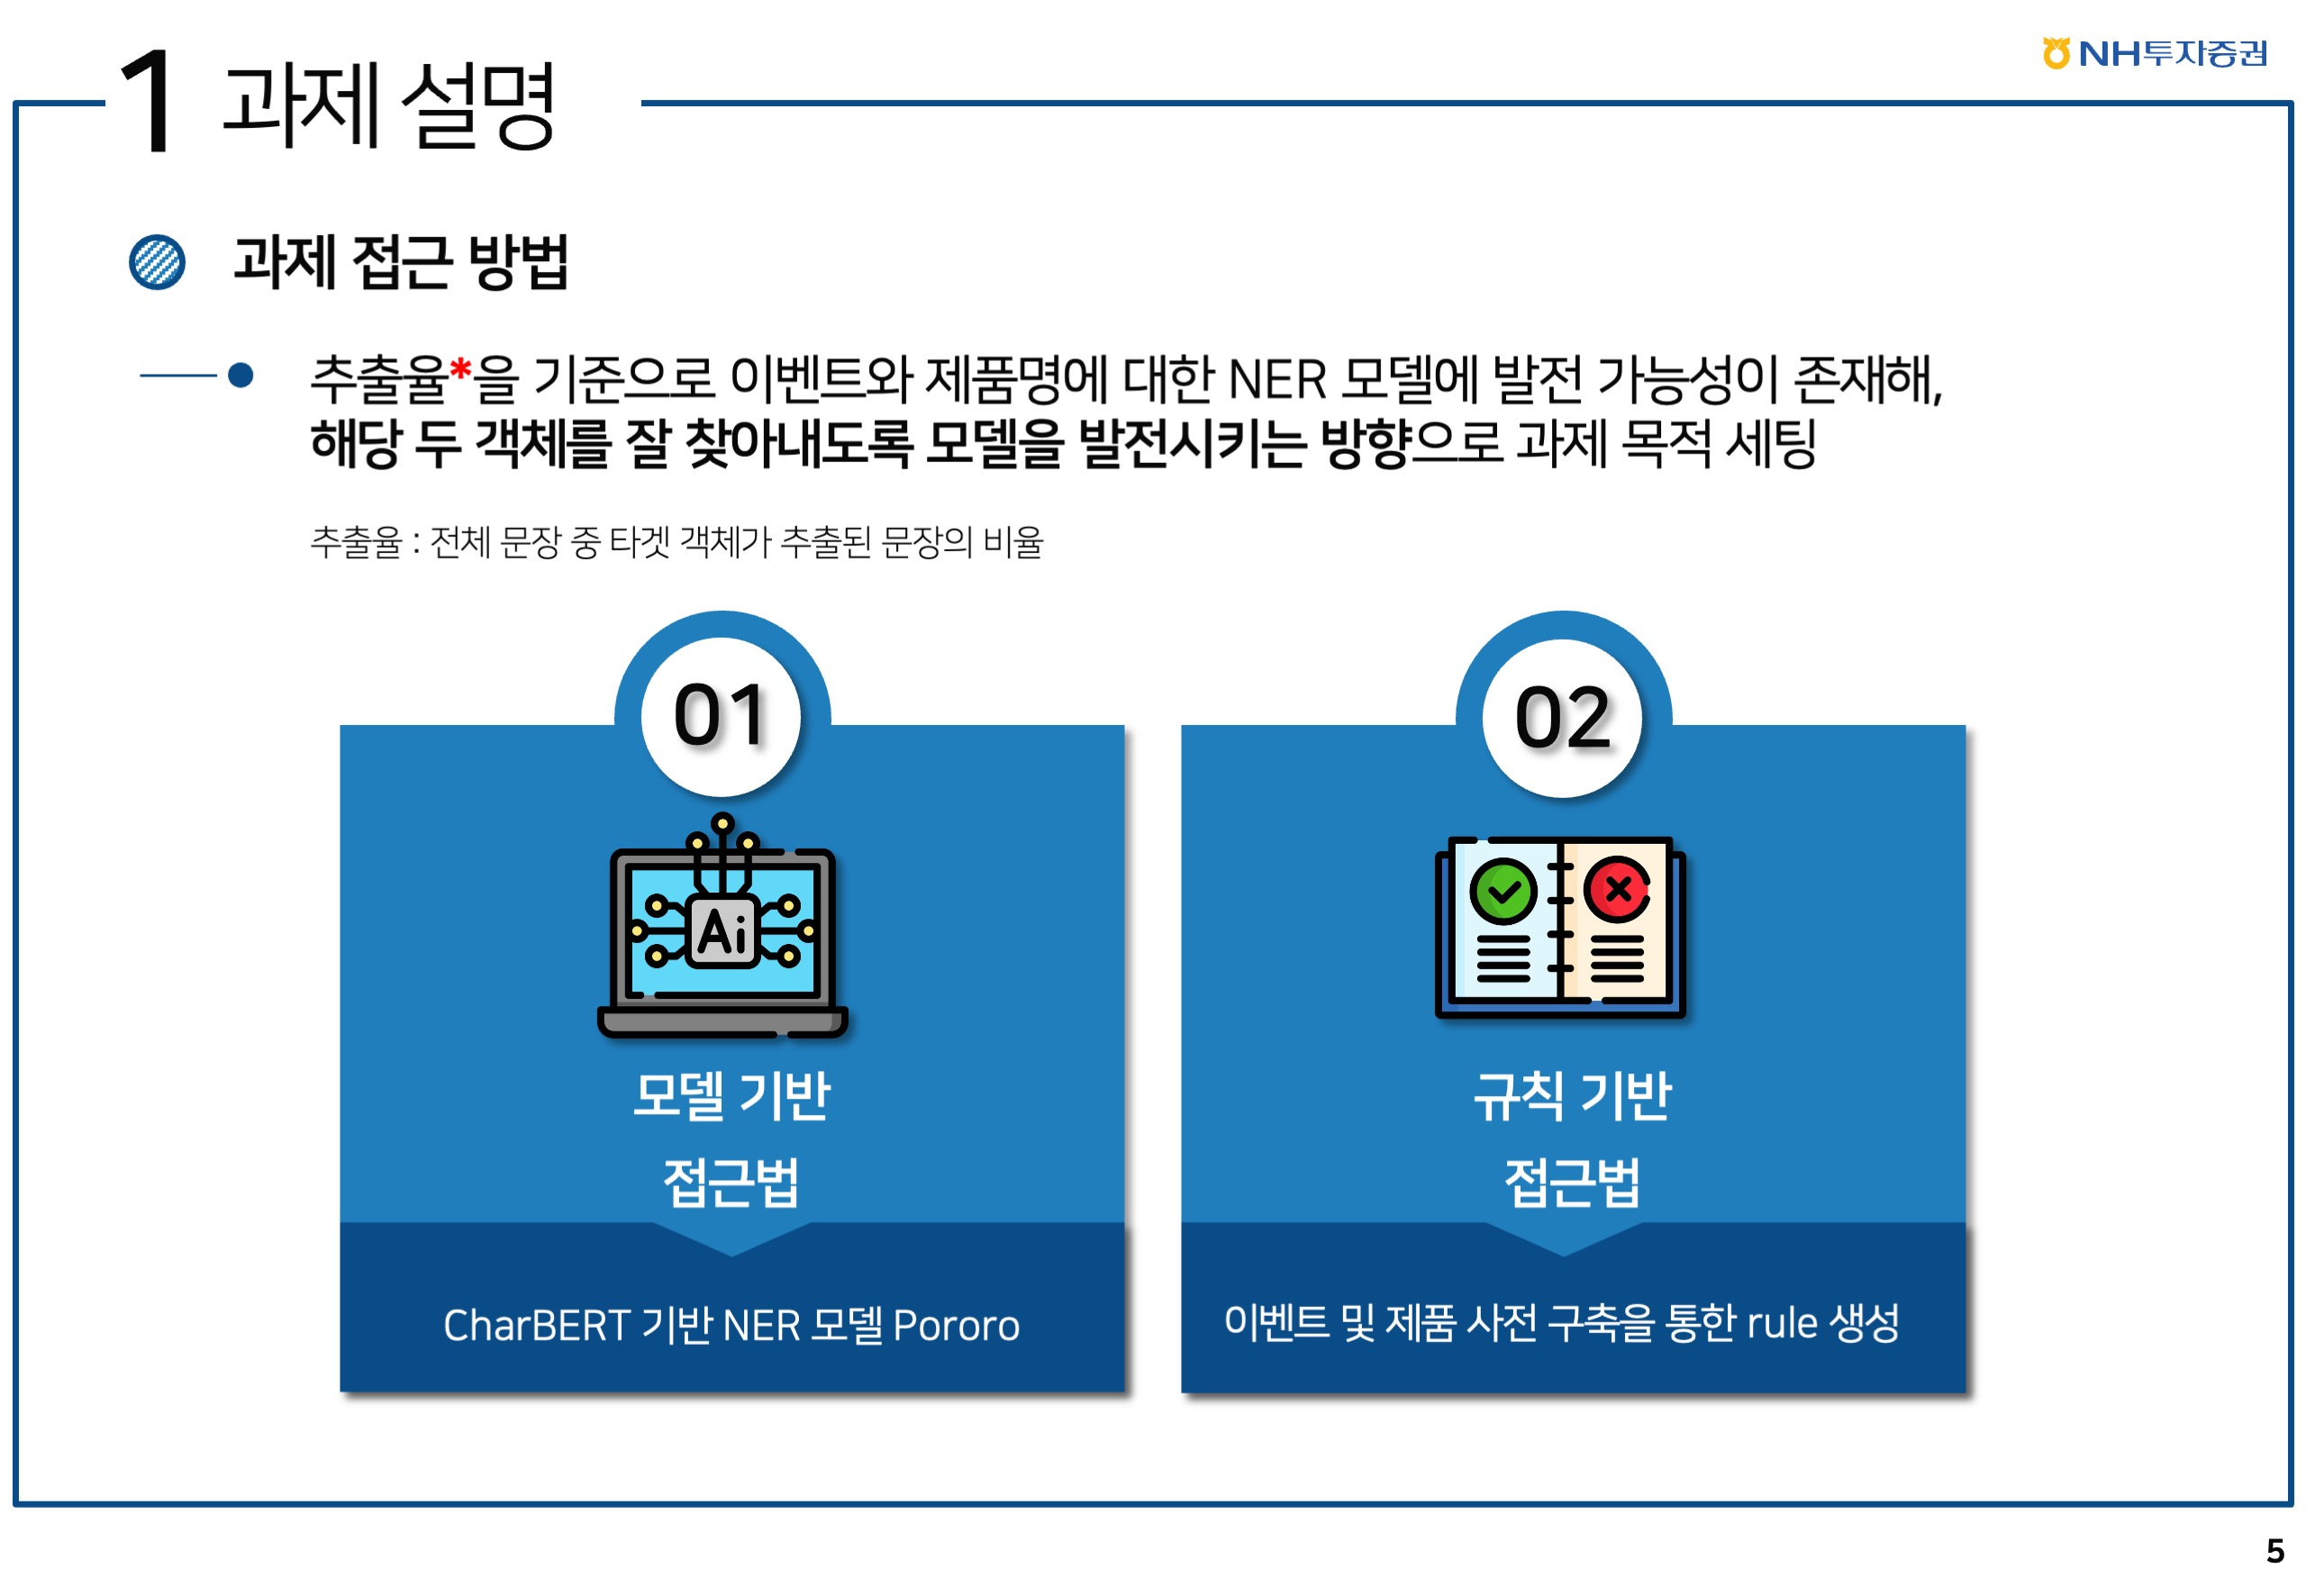 1 과제 설명
NH투자증권
과제 접근 방법
추출율*을 기준으로 이벤트와 제품명에 대한 NER 모델에 발전 가능성이 존재해,
해당 두 객체를 잘 찾아내도록 모델을 발전시키는 방향으로 과제 목적 세팅
추출율 : 전체 문장 중 타겟 객체가 추출된 문장의 비율
01
Ai
모델 기반
접근법
CharBERT 기반 NER 모델 Pororo
02
규칙 기반
접근법
이벤트 및 제품 사전 구축을 통한 rule 생성
5